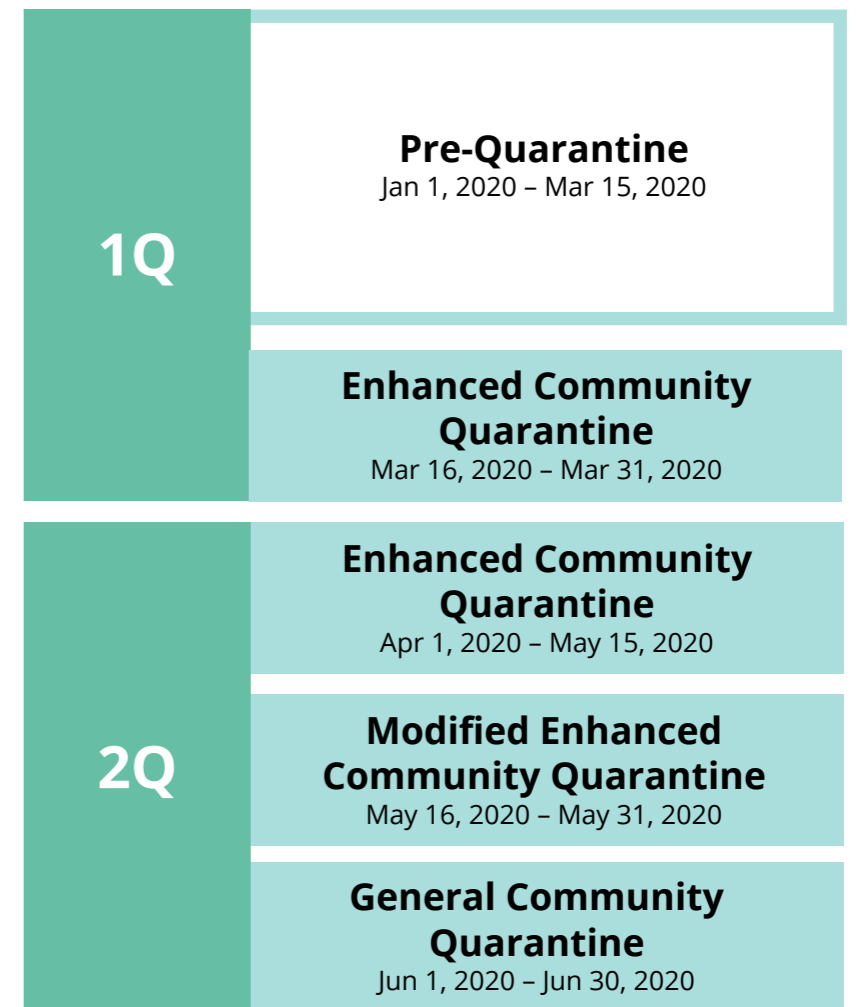 1Q
Pre-Quarantine
Jan 1, 2020 – Mar 15, 2020
Enhanced Community
Quarantine
Mar 16, 2020 – Mar 31, 2020
2Q
Enhanced Community
Quarantine
Apr 1, 2020 – May 15, 2020
Modified Enhanced
Community Quarantine
May 16, 2020 – May 31, 2020
General Community
Quarantine
Jun 1, 2020 – Jun 30, 2020